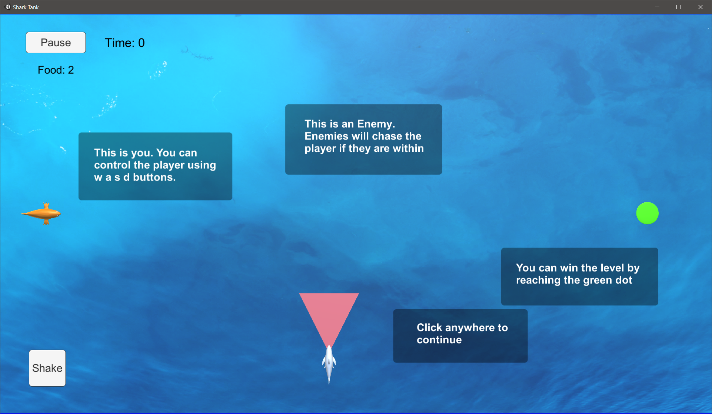 Shark Tank
Pause
Time: 0
Food: 2
This is an Enemy.
Enemies will chase the
player if they are within
This is you. You can
control the player using
w a s d buttons.
You can win the level by
reaching the green dot
Click anywhere to
continue
Shake